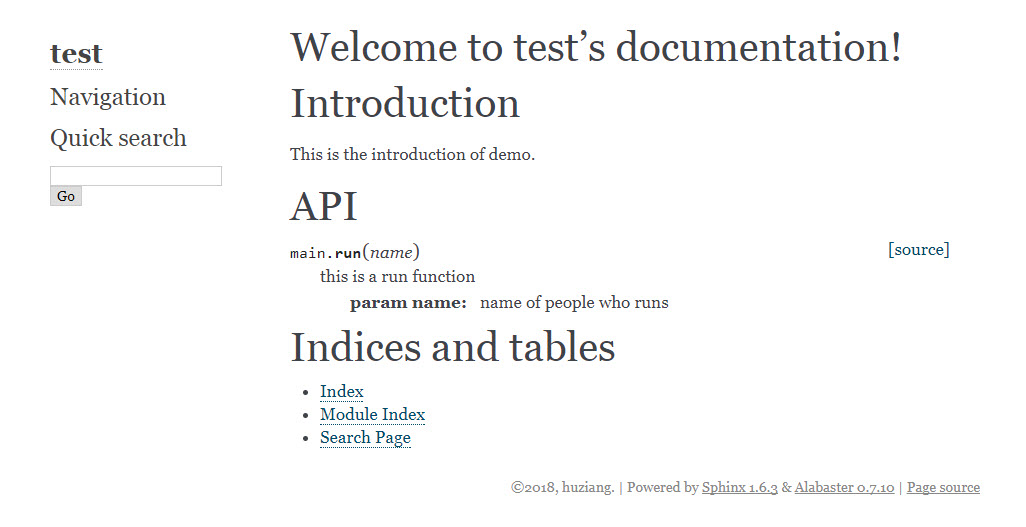 test
Navigation
Quick search
Go
Welcome to test’s documentation!
Introduction
This is the introduction of demo.
API
main.run(name) [source]
this is a run function
param name: name of people who runs
Indices and tables
Index
Module Index
Search Page
©2018, huziang. | Powered by Sphinx 1.6.3 & Alabaster 0.7.10 | Page source